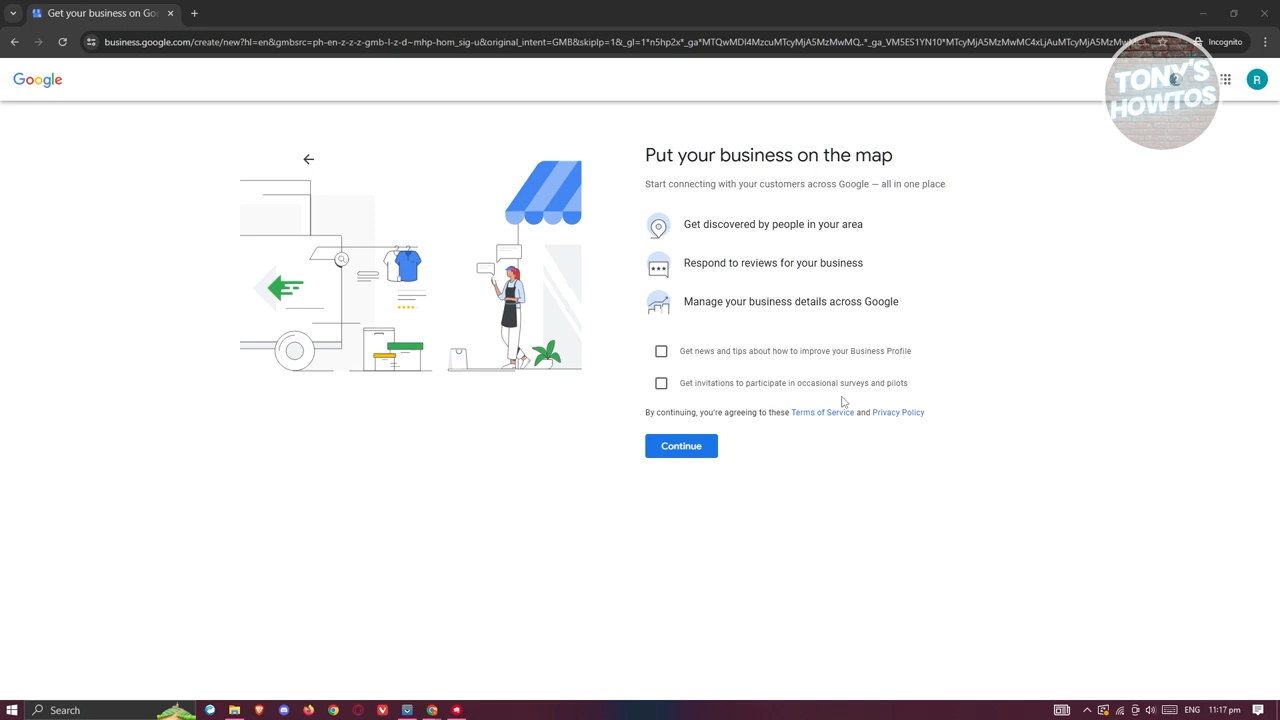 Get your business on Go
business.google.com/create/new?hl=en&gmbsrc=ph-en-z-z-z-gmb-l-z-d~mhp-hom_sig-u&original_intent=GMB&skiplp=1&_gl=1*n5hp2x*_ga*MTQwMDI4MzcuMTcyMjA5MzMwMQ..*_ga_VM5ES1YN10*MTcyMjA5MzMwMC4xLjAuMTcyMjA5MzMwMC
Incognito
Google
R
TONY'S
HOWTOS
Put your business on the map
Start connecting with your customers across Google — all in one place
Get discovered by people in your area
Respond to reviews for your business
Manage your business details across Google
Get news and tips about how to improve your Business Profile
Get invitations to participate in occasional surveys and pilots
By continuing, you're agreeing to these Terms of Service and Privacy Policy
Continue
Search
ENG
11:17 pm